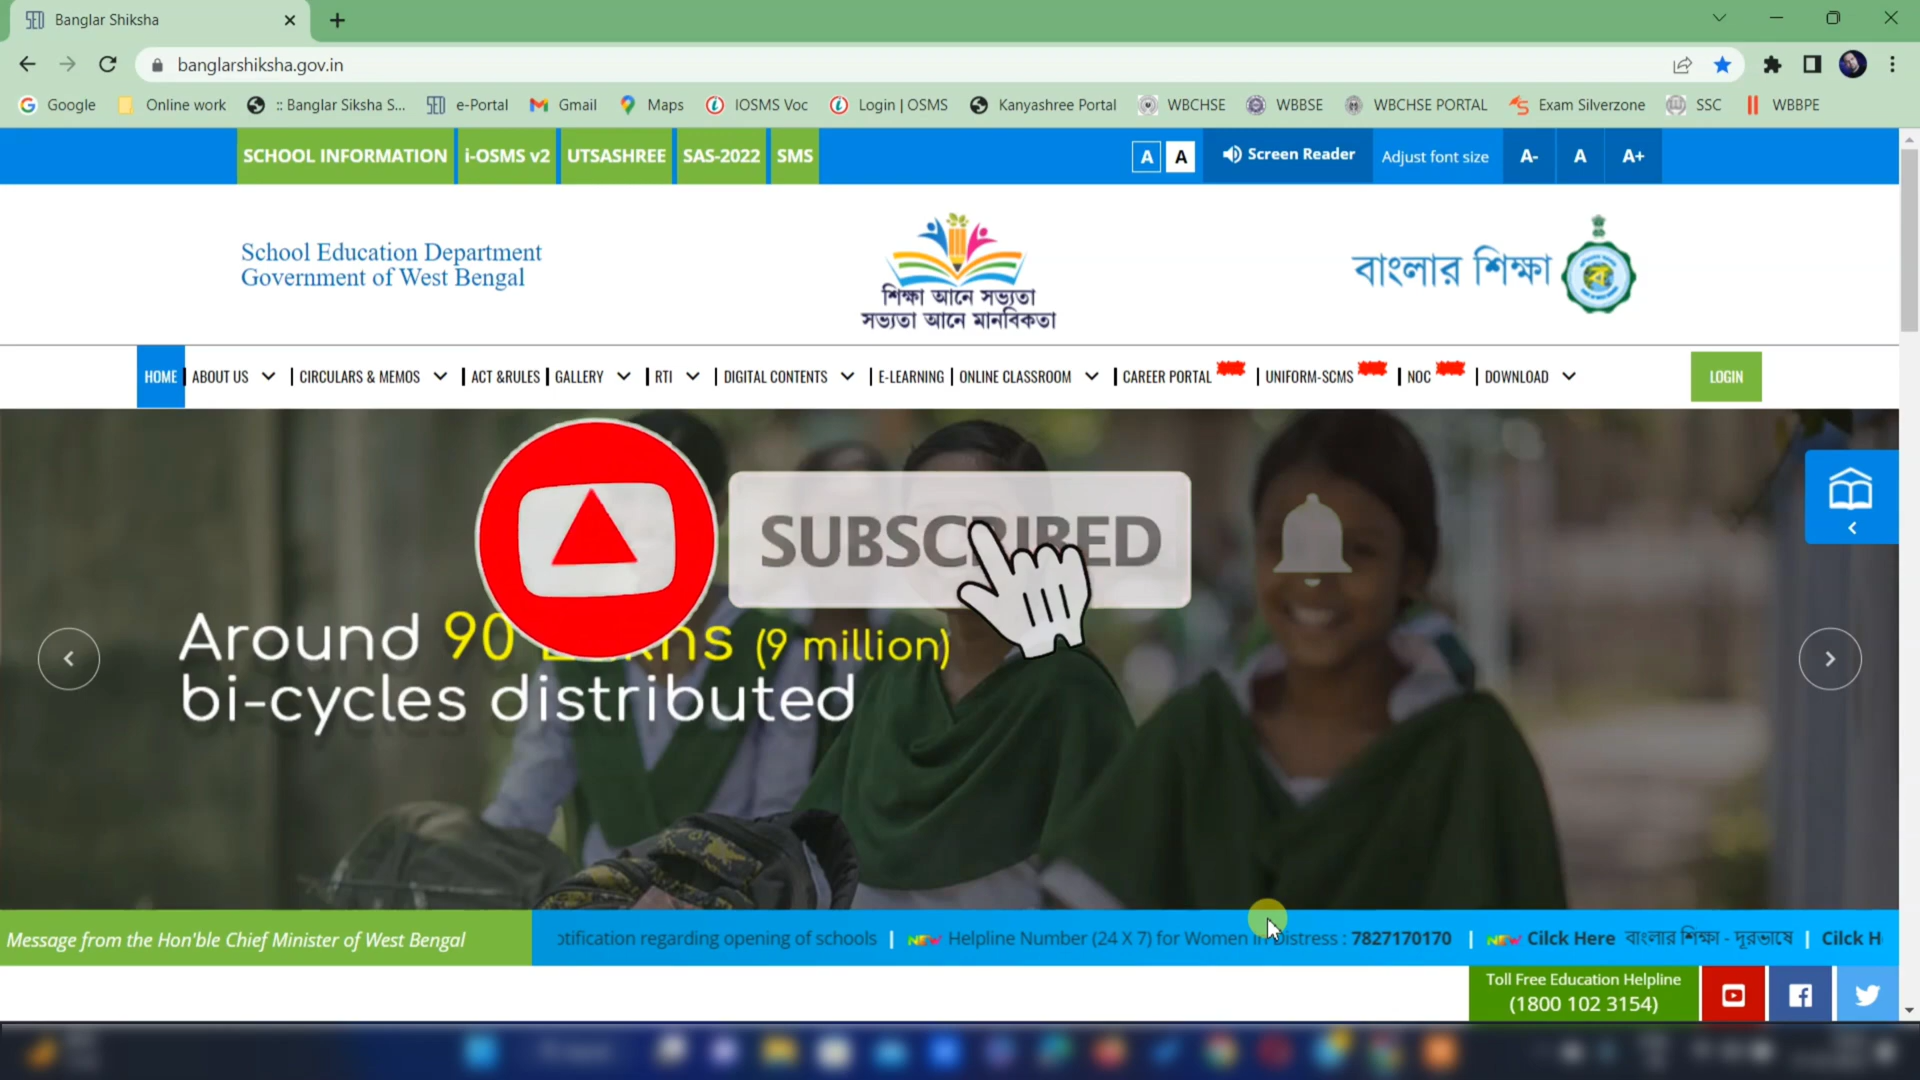 Banglar Shiksha
banglarshiksha.gov.in
Google
Online work
:: Banglar Siksha S...
e-Portal
Gmail
Maps
IOSMS Voc
Login | OSMS
Kanyashree Portal
WBCHSE
WBBSE
WBCHSE PORTAL
Exam Silverzone
SSC
WBBPE
SCHOOL INFORMATION
i-OSMS v2
UTSASHREE
SAS-2022
SMS
A A
Screen Reader
Adjust font size
A- A A+
School Education Department
Government of West Bengal
শিক্ষা আনে সভ্যতা
সভ্যতা আনে মানবিকতা
বাংলার শিক্ষা
HOME
ABOUT US
CIRCULARS & MEMOS
ACT &RULES
GALLERY
RTI
DIGITAL CONTENTS
E-LEARNING
ONLINE CLASSROOM
CAREER PORTAL
UNIFORM-SCMS
NOC
DOWNLOAD
LOGIN
SUBSCRIBED
Around 90 (9 million)
bi-cycles distributed
Message from the Hon'ble Chief Minister of West Bengal
otification regarding opening of schools | NEW Helpline Number (24 X 7) for Women in Distress : 7827170170 | NEW Cilck Here বাংলার শিক্ষা - দূরভাষে | Cilck H
Toll Free Education Helpline
(1800 102 3154)